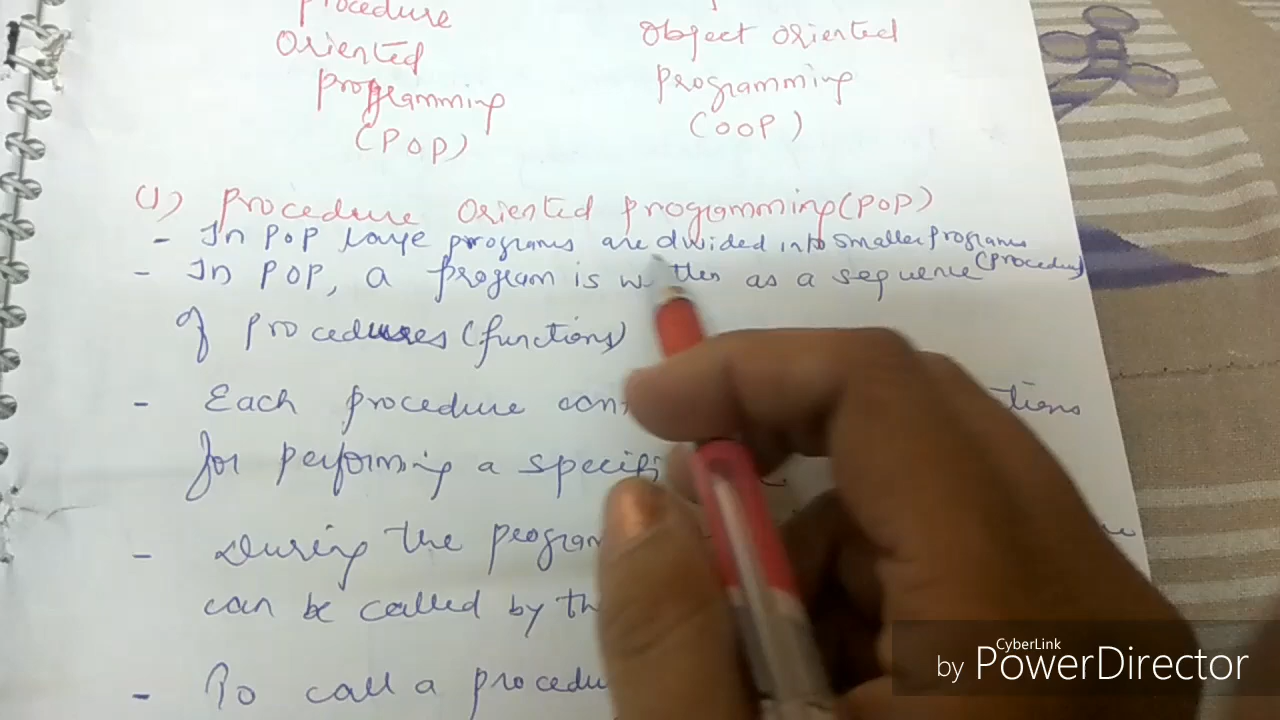 Procedure
Oriented
programming
(POP)
Object oriented
programming
(OOP)
(1) Procedure Oriented programming (POP)
- In POP large programs are divided into smaller programs
(procedure)
- In POP, a program is written as a sequence
of procedures (functions)
- Each procedure
for performing a
- During the
can be called by
- To call a
CyberLink
by PowerDirector